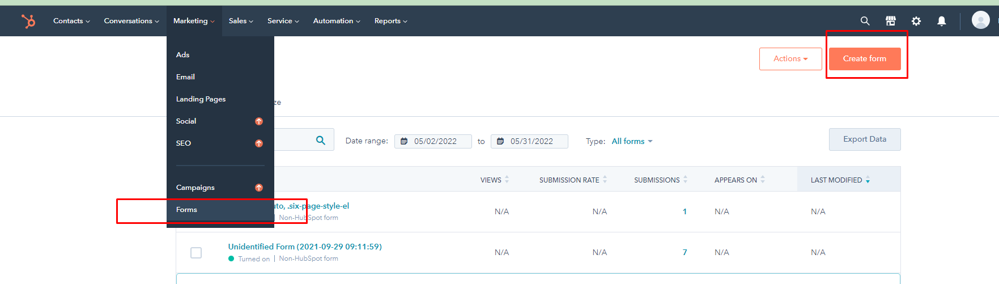 Contacts Conversations Marketing Sales Service Automation Reports
Ads
Email
Landing Pages
Social
SEO
Campaigns
Forms
Actions
Create form
ze
Date range: 05/02/2022 to 05/31/2022 Type: All forms
Export Data
VIEWS SUBMISSION RATE SUBMISSIONS APPEARS ON LAST MODIFIED
uto, .six-page-style-el N/A N/A 1 N/A N/A
Non-HubSpot form
Unidentified Form (2021-09-29 09:11:59) N/A N/A 7 N/A N/A
Turned on | Non-HubSpot form